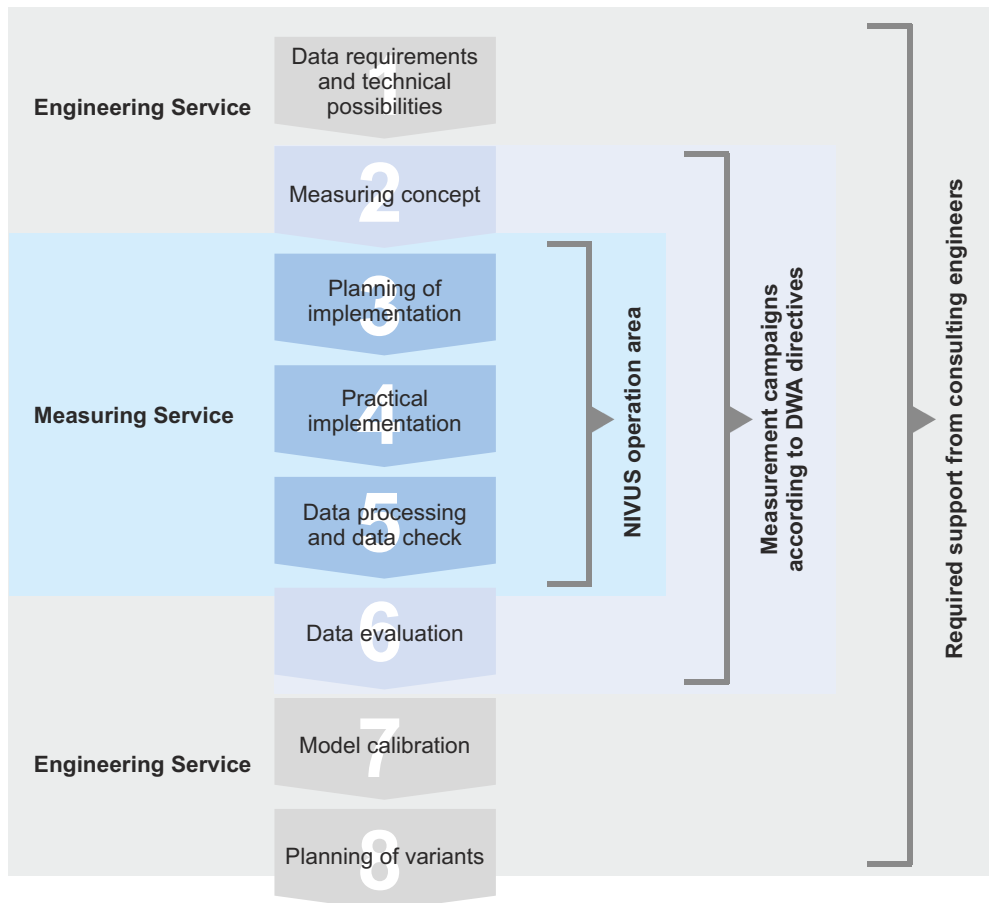 1
Data requirements
and technical
possibilities
Engineering Service
2
Measuring concept
3
Planning of
implementation
4
Practical
implementation
Measuring Service
5
Data processing
and data check
6
Data evaluation
7
Model calibration
Engineering Service
8
Planning of variants
NIVUS operation area
Measurement campaigns
according to DWA directives
Required support from consulting engineers